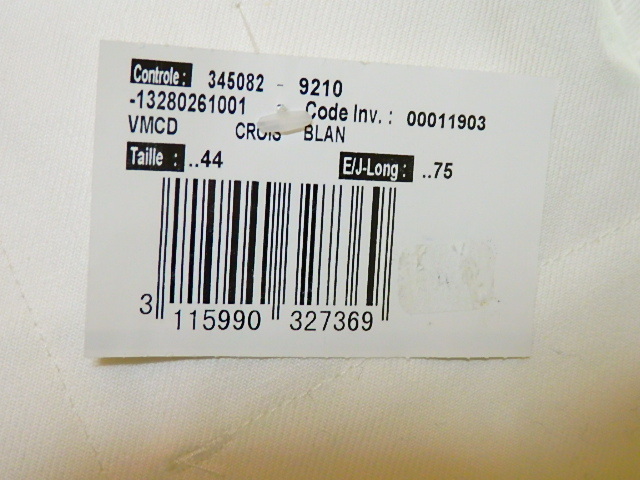 Controle : 345082 - 9210
-13280261001 Code Inv. : 00011903
VMCD CROIS BLAN
Taille : ..44 E/J-Long : ..75
3 115990 327369